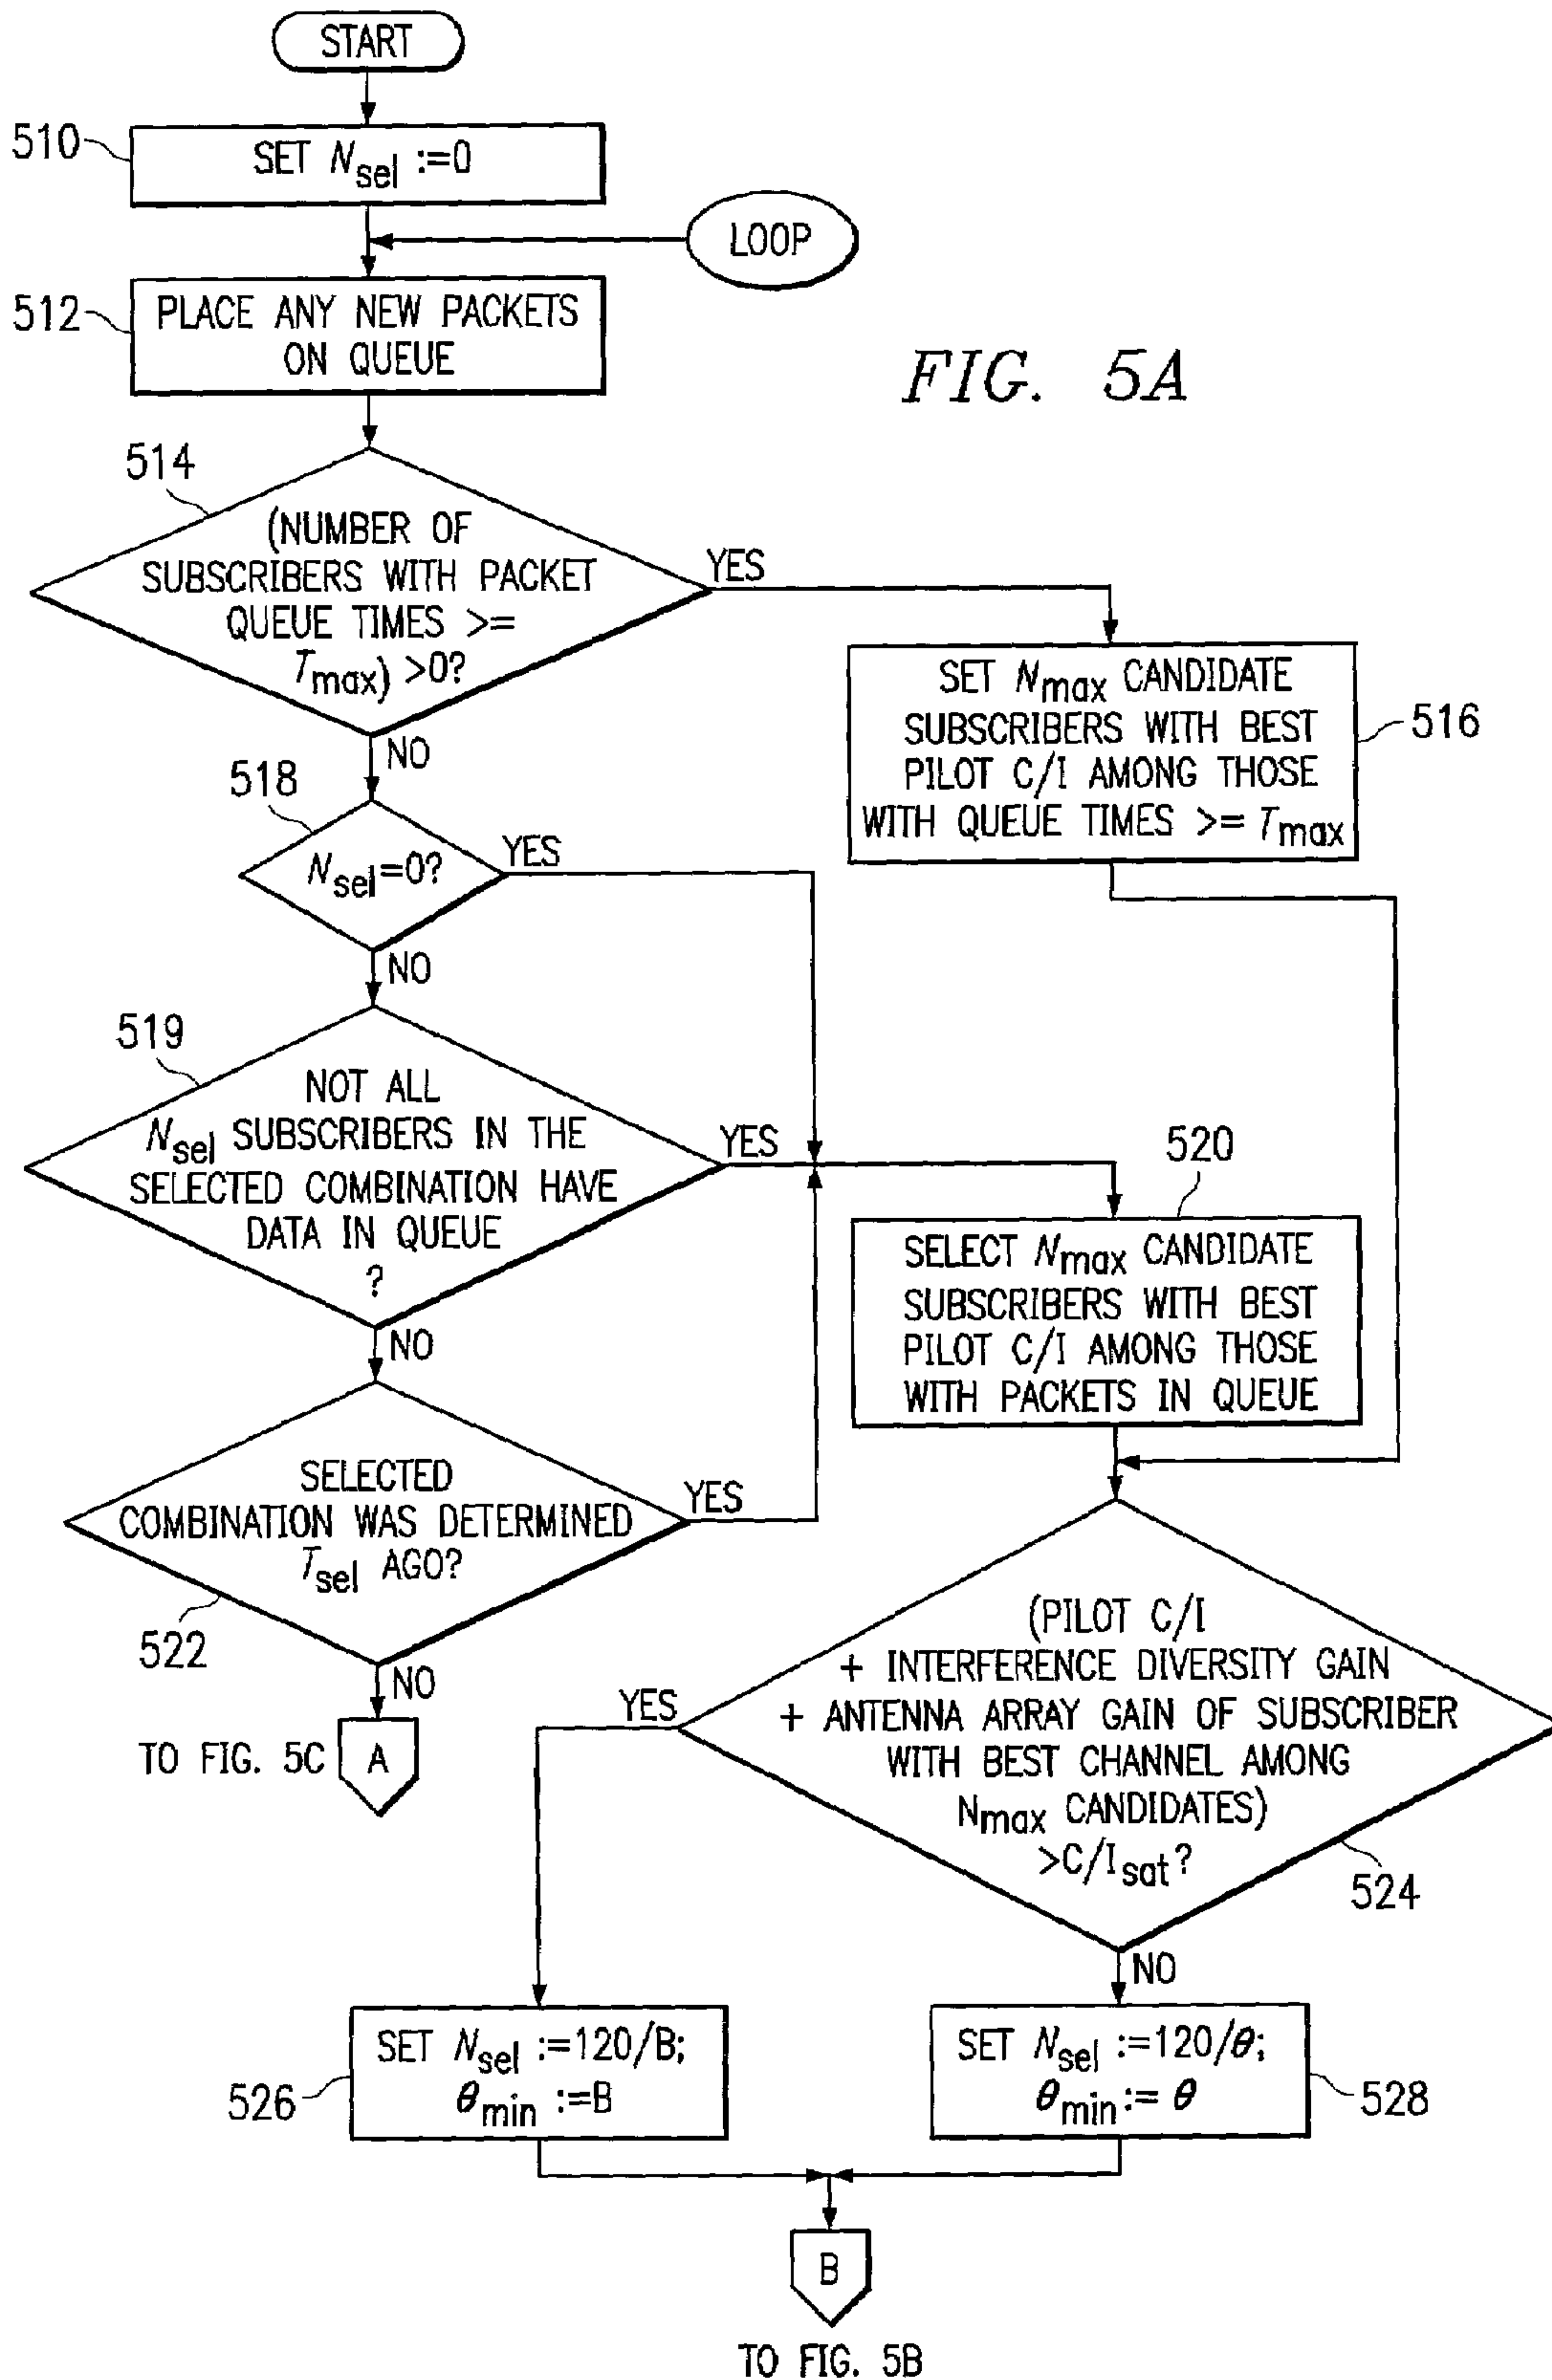 START
510
SET Nsel :=0
LOOP
512
PLACE ANY NEW PACKETS
ON QUEUE
FIG. 5A
514
(NUMBER OF
SUBSCRIBERS WITH PACKET
QUEUE TIMES >=
Tmax) >0?
YES
NO
SET Nmax CANDIDATE
SUBSCRIBERS WITH BEST
PILOT C/I AMONG THOSE
WITH QUEUE TIMES >= Tmax
516
518
Nsel=0?
YES
NO
519
NOT ALL
Nsel SUBSCRIBERS IN THE
SELECTED COMBINATION HAVE
DATA IN QUEUE
?
YES
NO
520
SELECT Nmax CANDIDATE
SUBSCRIBERS WITH BEST
PILOT C/I AMONG THOSE
WITH PACKETS IN QUEUE
SELECTED
COMBINATION WAS DETERMINED
Tsel AGO?
YES
522
NO
TO FIG. 5C
A
(PILOT C/I
+ INTERFERENCE DIVERSITY GAIN
+ ANTENNA ARRAY GAIN OF SUBSCRIBER
WITH BEST CHANNEL AMONG
Nmax CANDIDATES)
>C/Isat?
YES
524
NO
SET Nsel :=120/B;
θmin :=B
526
SET Nsel :=120/θ;
θmin := θ
528
B
TO FIG. 5B